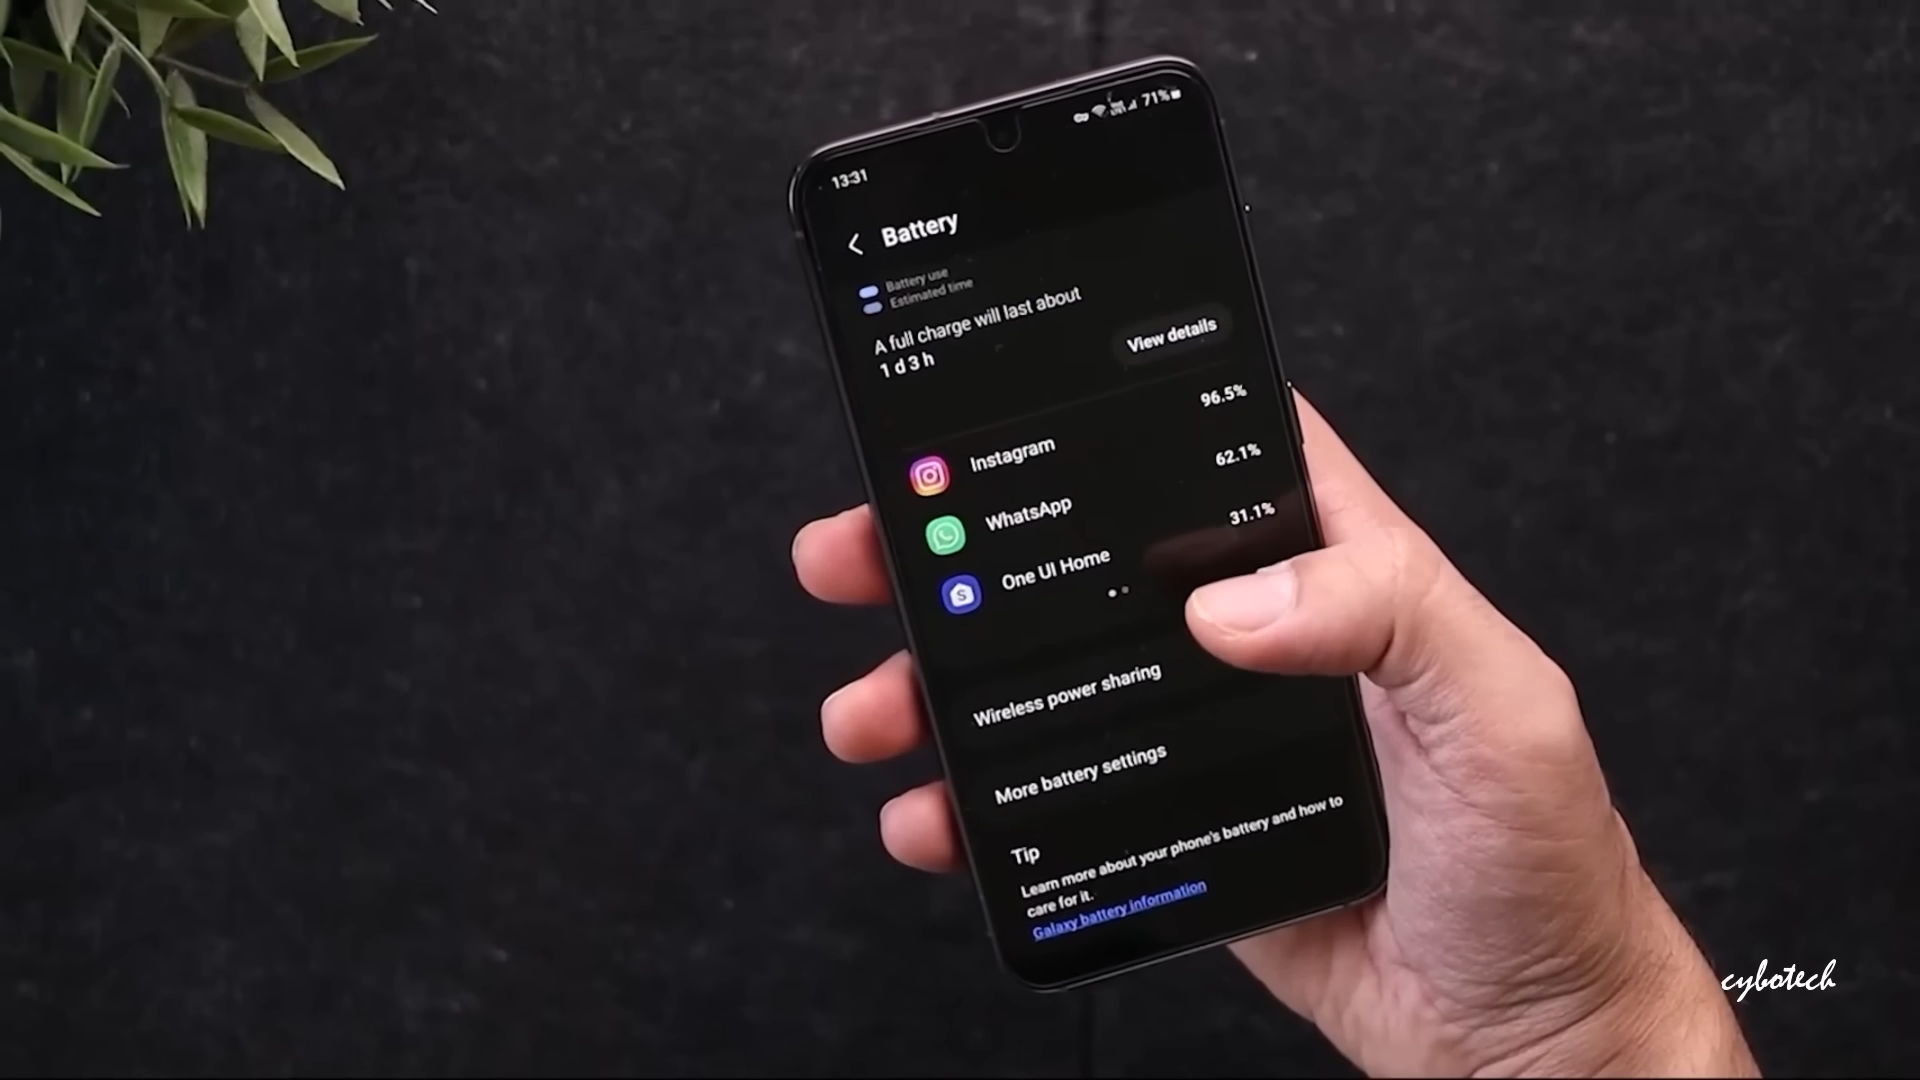 71%
13:31
Battery
Battery use
Estimated time
A full charge will last about
1 d 3 h
View details
96.5%
Instagram
62.1%
WhatsApp
31.1%
One UI Home
S
Wireless power sharing
More battery settings
Tip
Learn more about your phone's battery and how to
care for it.
Galaxy battery information
cybotech